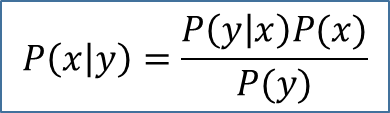 P(x|y) = P(y|x)P(x) / P(y)